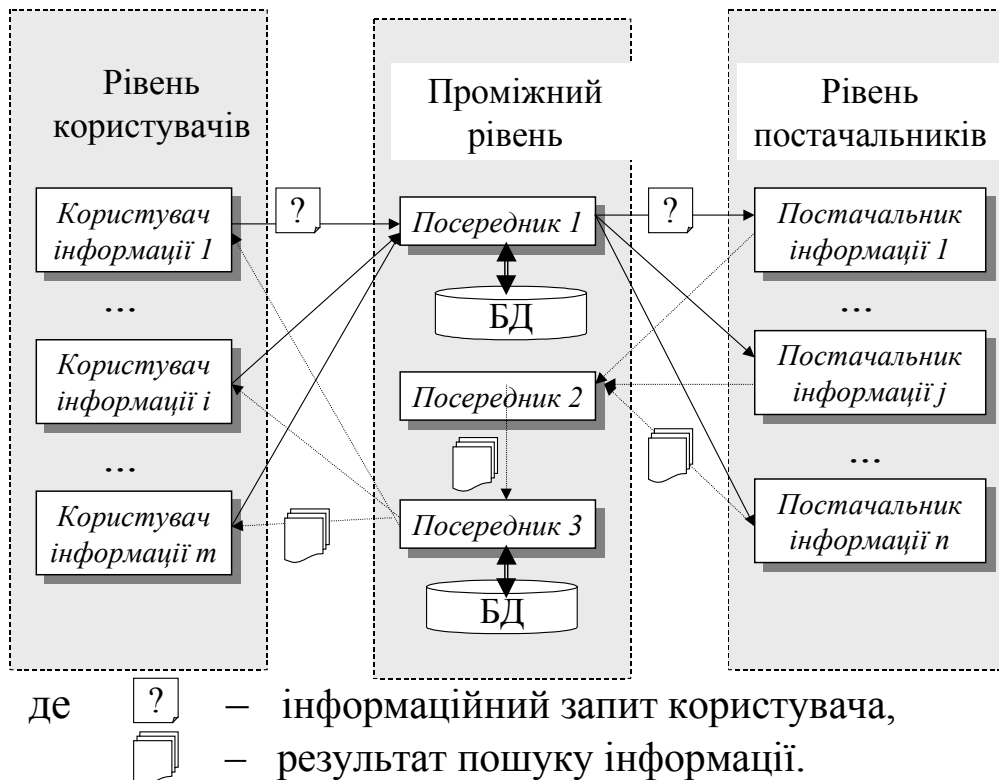 Рівень
користувачів
Користувач
інформації 1
...
Користувач
інформації i
...
Користувач
інформації m
?
Проміжний
рівень
Посередник 1
БД
Посередник 2
Посередник 3
БД
?
Рівень
постачальників
Постачальник
інформації 1
...
Постачальник
інформації j
...
Постачальник
інформації n
де ? – інформаційний запит користувача,
– результат пошуку інформації.